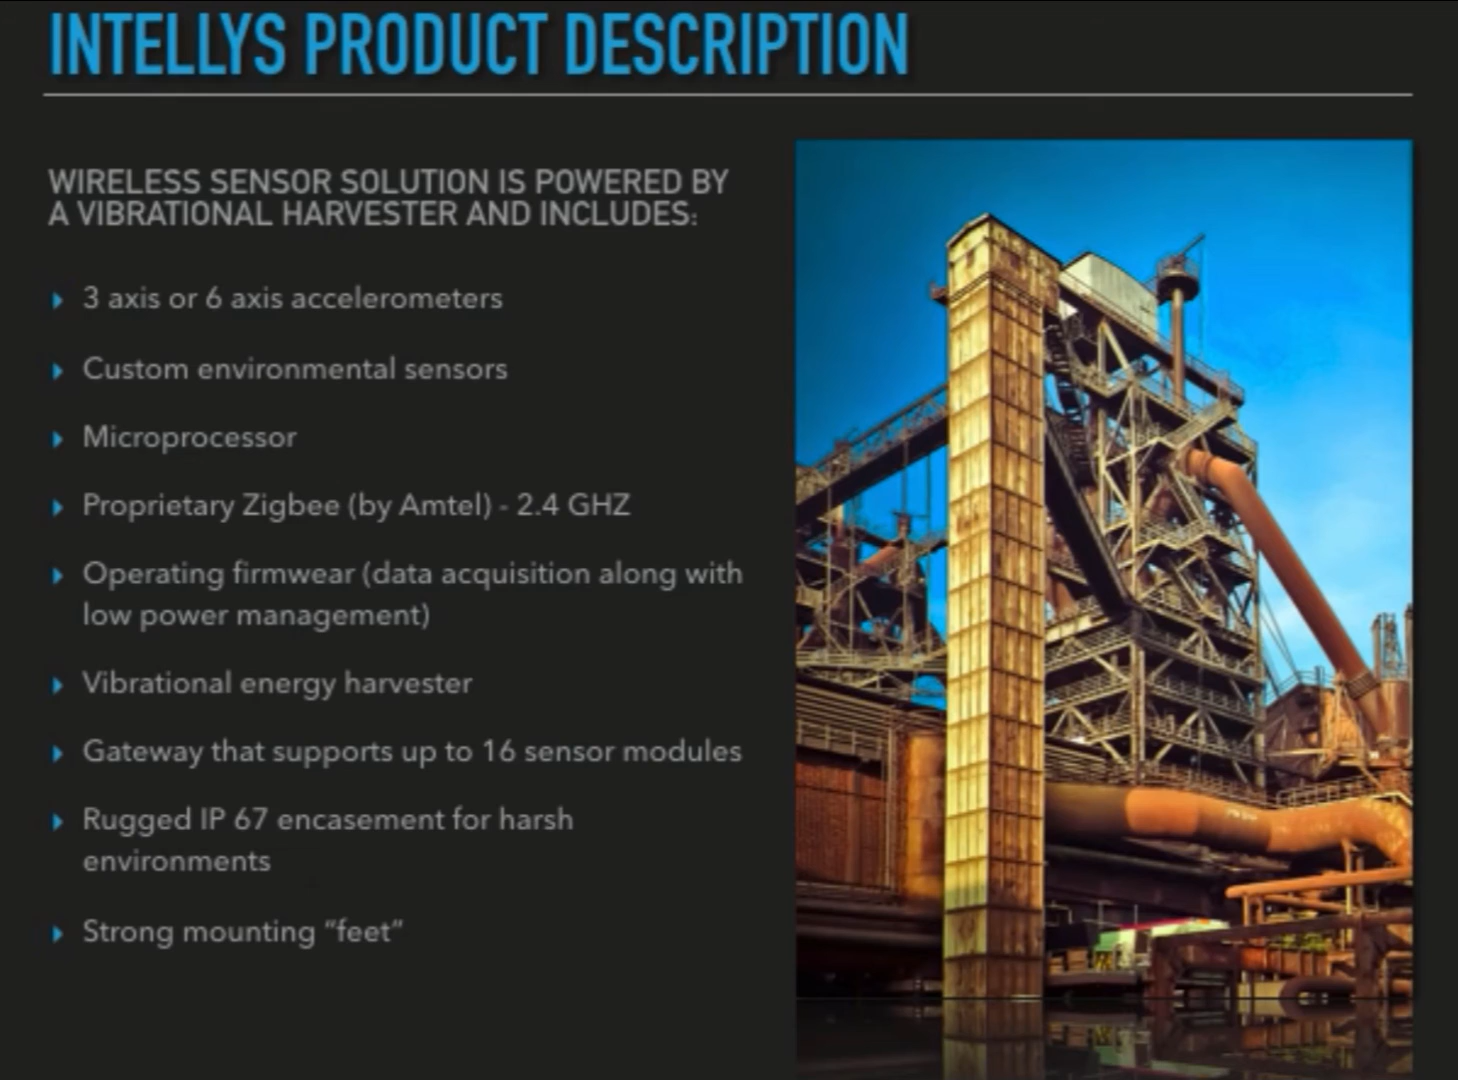 INTELLYS PRODUCT DESCRIPTION
WIRELESS SENSOR SOLUTION IS POWERED BY
A VIBRATIONAL HARVESTER AND INCLUDES:
3 axis or 6 axis accelerometers
Custom environmental sensors
Microprocessor
Proprietary Zigbee (by Amtel) - 2.4 GHZ
Operating firmwear (data acquisition along with
low power management)
Vibrational energy harvester
Gateway that supports up to 16 sensor modules
Rugged IP 67 encasement for harsh
environments
Strong mounting “feet”